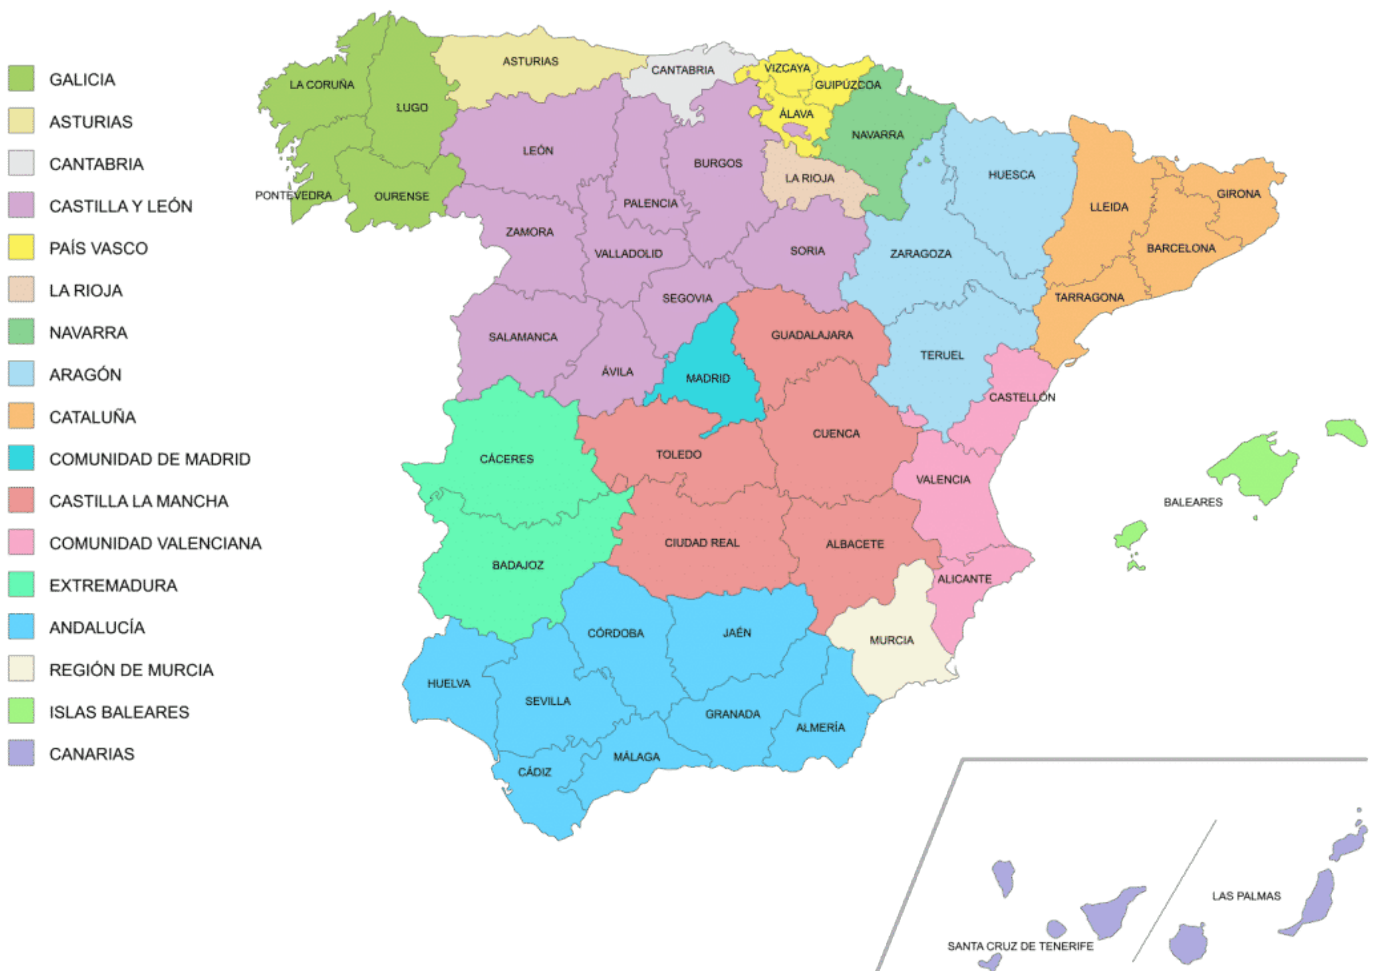 GALICIA
ASTURIAS
CANTABRIA
CASTILLA Y LEÓN
PAÍS VASCO
LA RIOJA
NAVARRA
ARAGÓN
CATALUÑA
COMUNIDAD DE MADRID
CASTILLA LA MANCHA
COMUNIDAD VALENCIANA
EXTREMADURA
ANDALUCÍA
REGIÓN DE MURCIA
ISLAS BALEARES
CANARIAS
LA CORUÑA
LUGO
PONTEVEDRA
OURENSE
ASTURIAS
CANTABRIA
VIZCAYA
GUIPÚZCOA
ÁLAVA
NAVARRA
LA RIOJA
LEÓN
PALENCIA
BURGOS
ZAMORA
VALLADOLID
SORIA
SEGOVIA
SALAMANCA
ÁVILA
HUESCA
ZARAGOZA
TERUEL
LLEIDA
GIRONA
BARCELONA
TARRAGONA
MADRID
GUADALAJARA
CUENCA
TOLEDO
CIUDAD REAL
ALBACETE
CASTELLÓN
VALENCIA
ALICANTE
CÁCERES
BADAJOZ
HUELVA
SEVILLA
CÓRDOBA
JAÉN
GRANADA
ALMERÍA
MÁLAGA
CÁDIZ
MURCIA
BALEARES
LAS PALMAS
SANTA CRUZ DE TENERIFE